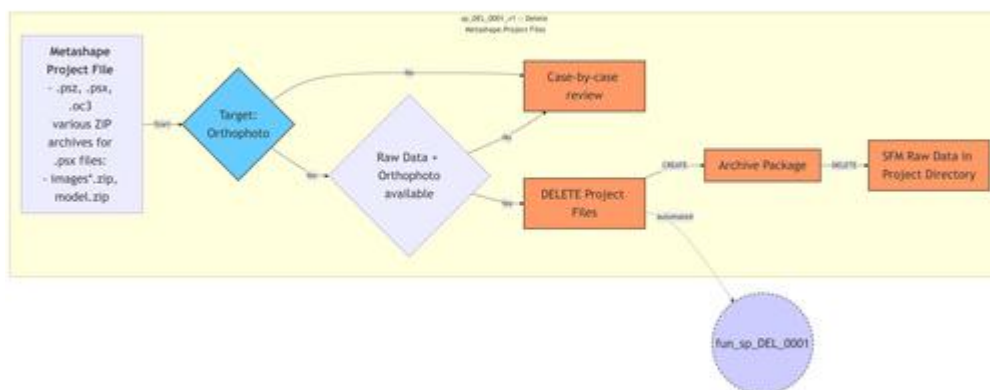 sp_DEL_0001_v1 :: Delete
Metashape Project Files
Metashape
Project File
- .psz, .psx,
.oc3
various ZIP
archives for
.psx files:
- images*.zip,
model.zip
Start
Target:
Orthophoto
No
Raw Data +
Orthophoto
available
No
Case-by-case
review
DELETE Project
Files
CREATE
Archive Package
DELETE
SFM Raw Data in
Project Directory
automated
fun_sp_DEL_0001